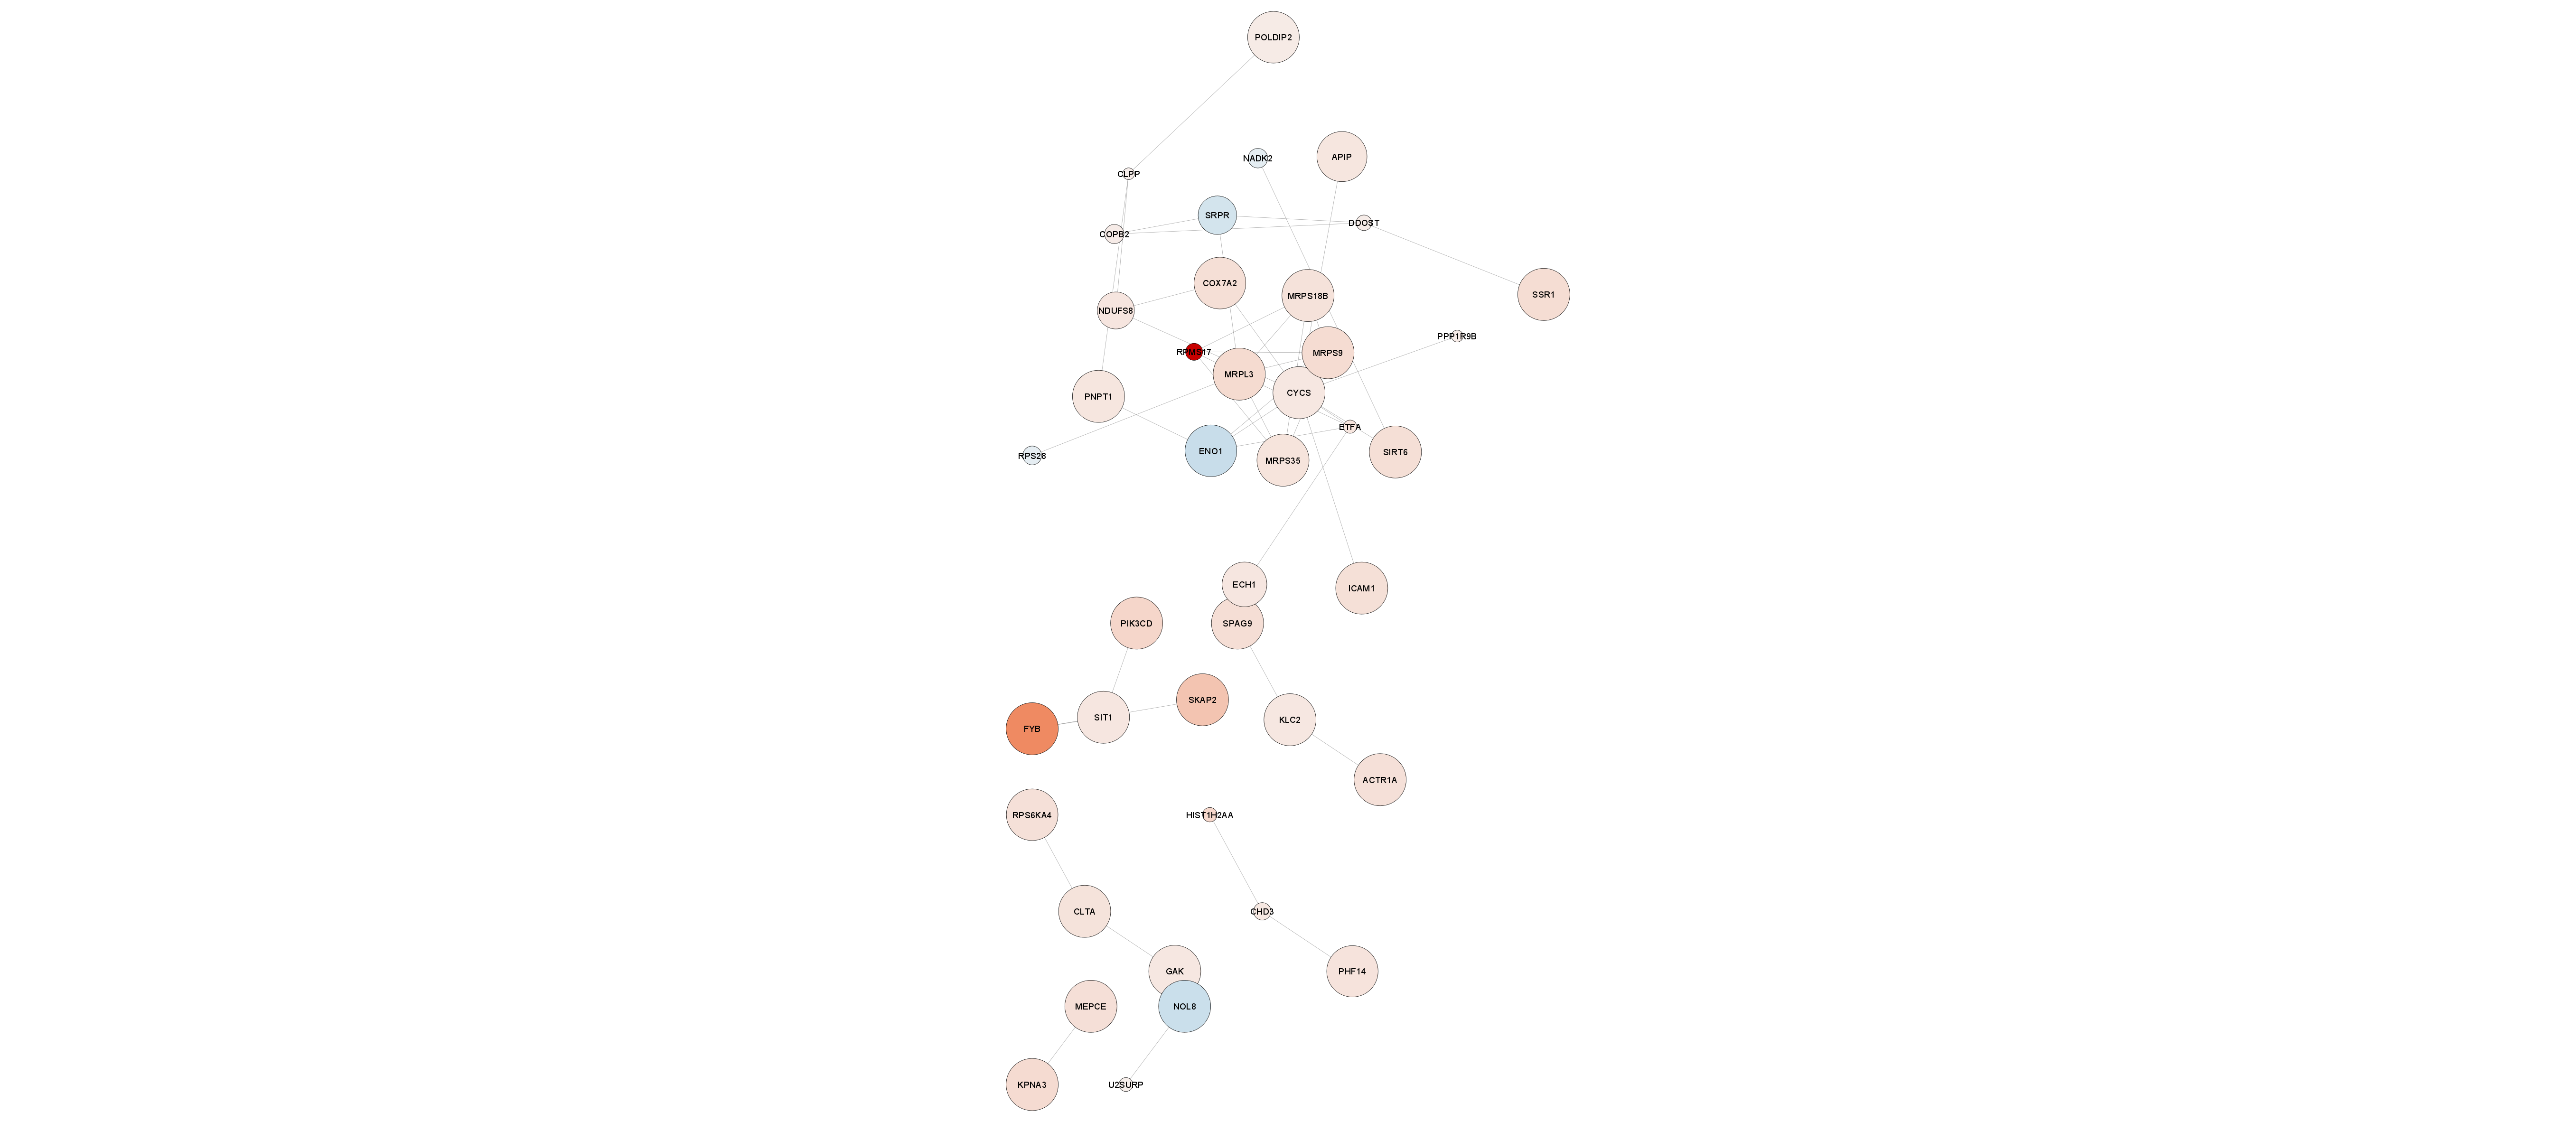 POLDIP2
APIP
NADK2
CLPP
SRPR
DDOST
COPB2
COX7A2
SSR1
MRPS18B
NDUFS8
PPP1R9B
MRPS9
MRPL3
CYCS
PNPT1
ETFA
ENO1
SIRT6
RPS28
MRPS35
ECH1
ICAM1
PIK3CD
SPAG9
SKAP2
SIT1
KLC2
FYB
ACTR1A
RPS6KA4
HIST1H2AA
CLTA
CHD3
GAK
PHF14
MEPCE
NOL8
KPNA3
U2SURP